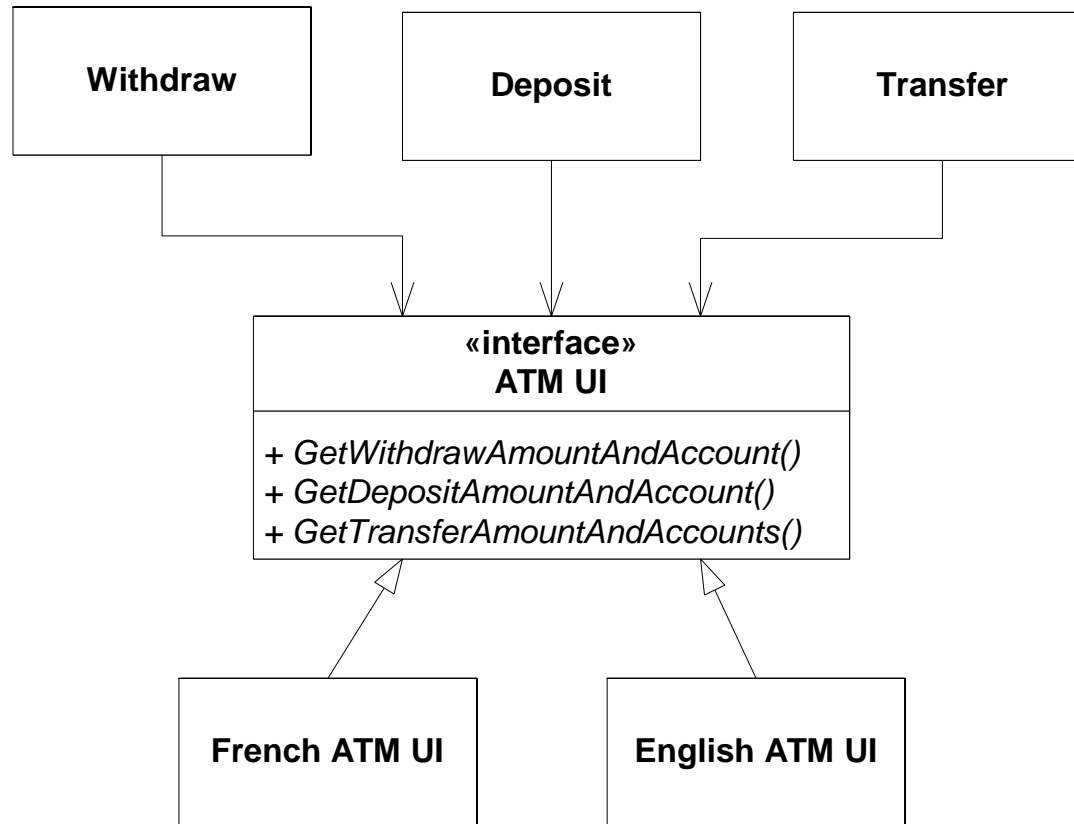 Withdraw
Deposit
Transfer
«interface»
ATM UI
+ GetWithdrawAmountAndAccount()
+ GetDepositAmountAndAccount()
+ GetTransferAmountAndAccounts()
French ATM UI
English ATM UI